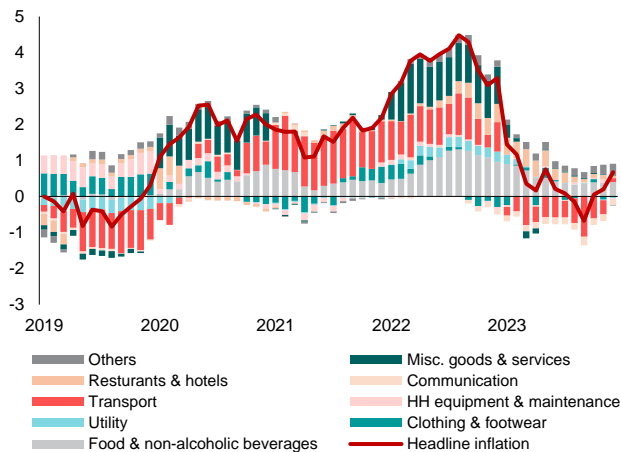 5
4
3
2
1
0
-1
-2
-3
2019 2020 2021 2022 2023
Others Misc. goods & services
Resturants & hotels Communication
Transport HH equipment & maintenance
Utility Clothing & footwear
Food & non-alcoholic beverages Headline inflation